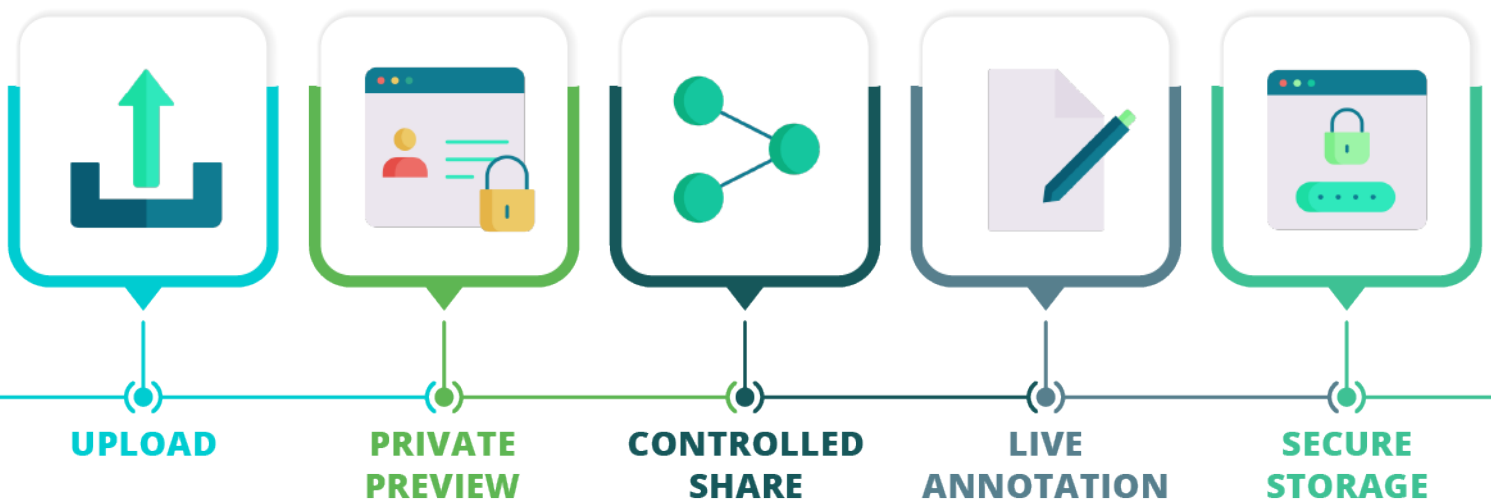 UPLOAD
PRIVATE
PREVIEW
CONTROLLED
SHARE
LIVE
ANNOTATION
SECURE
STORAGE